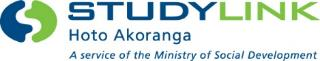 STUDYLINK
Hoto Akoranga
A service of the Ministry of Social Development